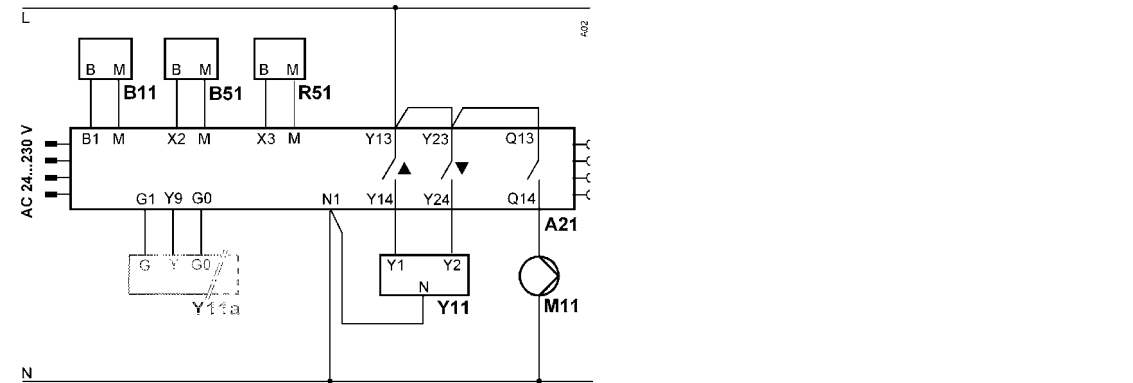 L
A02
B M B M B M
B11 B51 R51
AC 24...230 V
B1 M X2 M X3 M Y13 Y23 Q13
G1 Y9 G0 N1 Y14 Y24 Q14
A21
G Y G0 Y1 Y2
N
Y11a Y11 M11
N